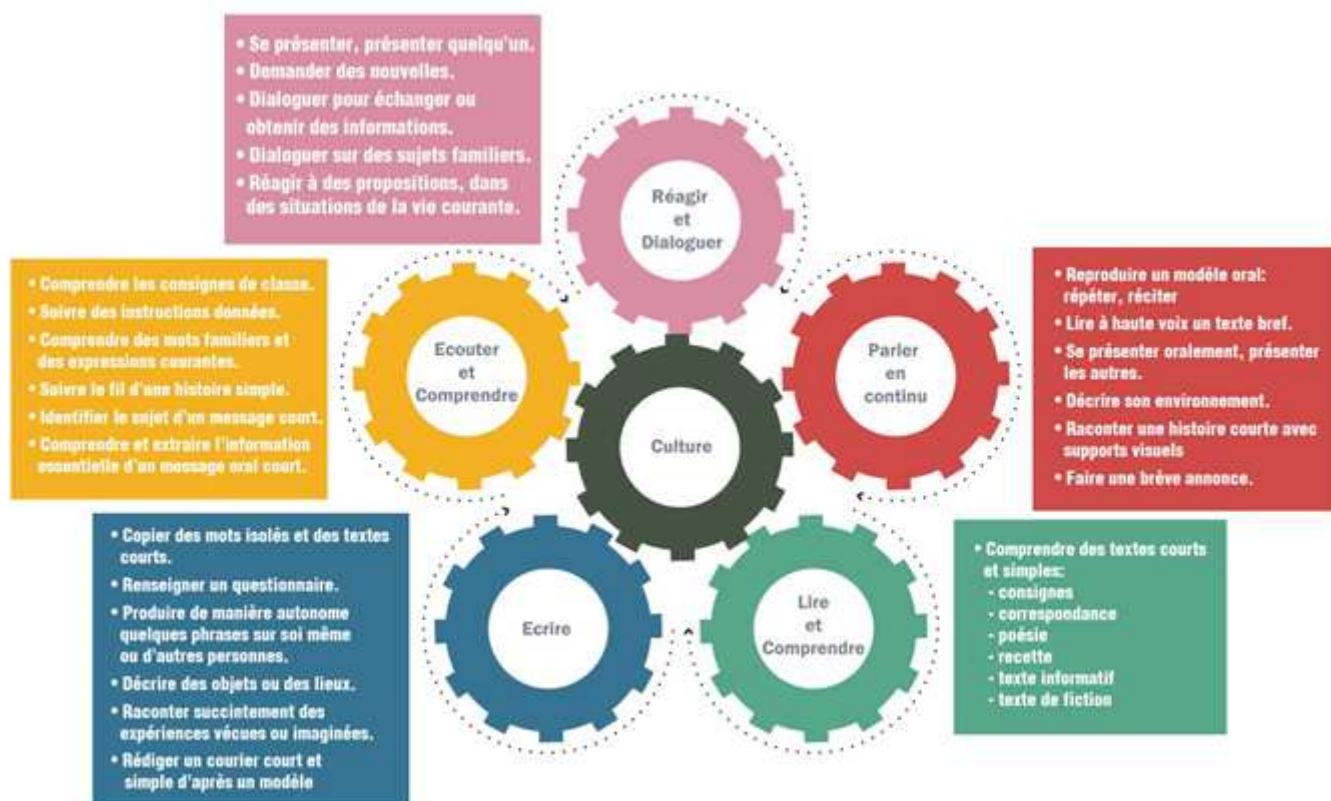 • Se présenter, présenter quelqu'un.
• Demander des nouvelles.
• Dialoguer pour échanger ou
obtenir des informations.
• Dialoguer sur des sujets familiers.
• Réagir à des propositions, dans
des situations de la vie courante.
Réagir
et
Dialoguer
• Comprendre les consignes de classe.
• Suivre des instructions données.
• Comprendre des mots familiers et
des expressions courantes.
• Suivre le fil d'une histoire simple.
• Identifier le sujet d'un message court.
• Comprendre et extraire l'information
essentielle d'un message oral court.
Ecouter
et
Comprendre
Parler
en
continu
• Reproduire un modèle oral:
répéter, réciter
• Lire à haute voix un texte bref.
• Se présenter oralement, présenter
les autres.
• Décrire son environnement.
• Raconter une histoire courte avec
supports visuels
• Faire une brève annonce.
Culture
• Copier des mots isolés et des textes
courts.
• Renseigner un questionnaire.
• Produire de manière autonome
quelques phrases sur soi même
ou d'autres personnes.
• Décrire des objets ou des lieux.
• Raconter succintement des
expériences vécues ou imaginées.
• Rédiger un courier court et
simple d'après un modèle
Ecrire
Lire
et
Comprendre
• Comprendre des textes courts
et simples:
- consignes
- correspondance
- poésie
- recette
- texte informatif
- texte de fiction